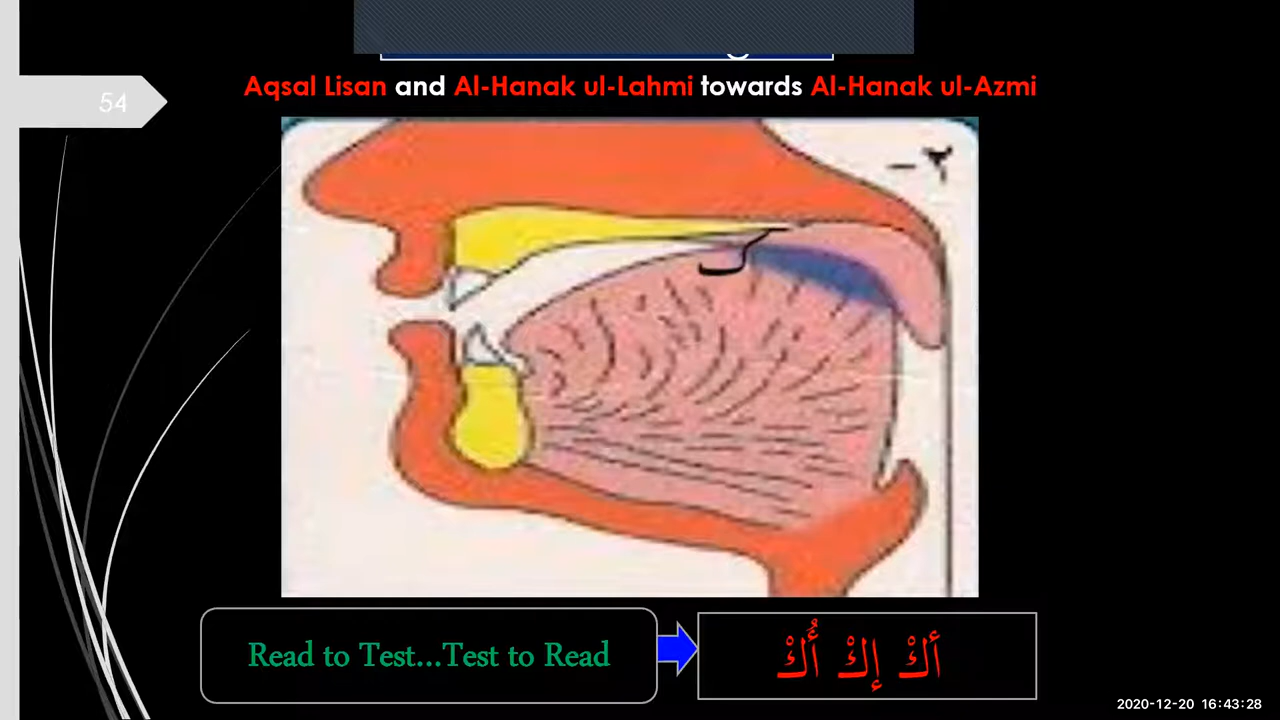 54
Aqsal Lisan and Al-Hanak ul-Lahmi towards Al-Hanak ul-Azmi
٢-
ك
Read to Test...Test to Read
أَكْ إِكْ أُكْ
2020-12-20 16:43:28